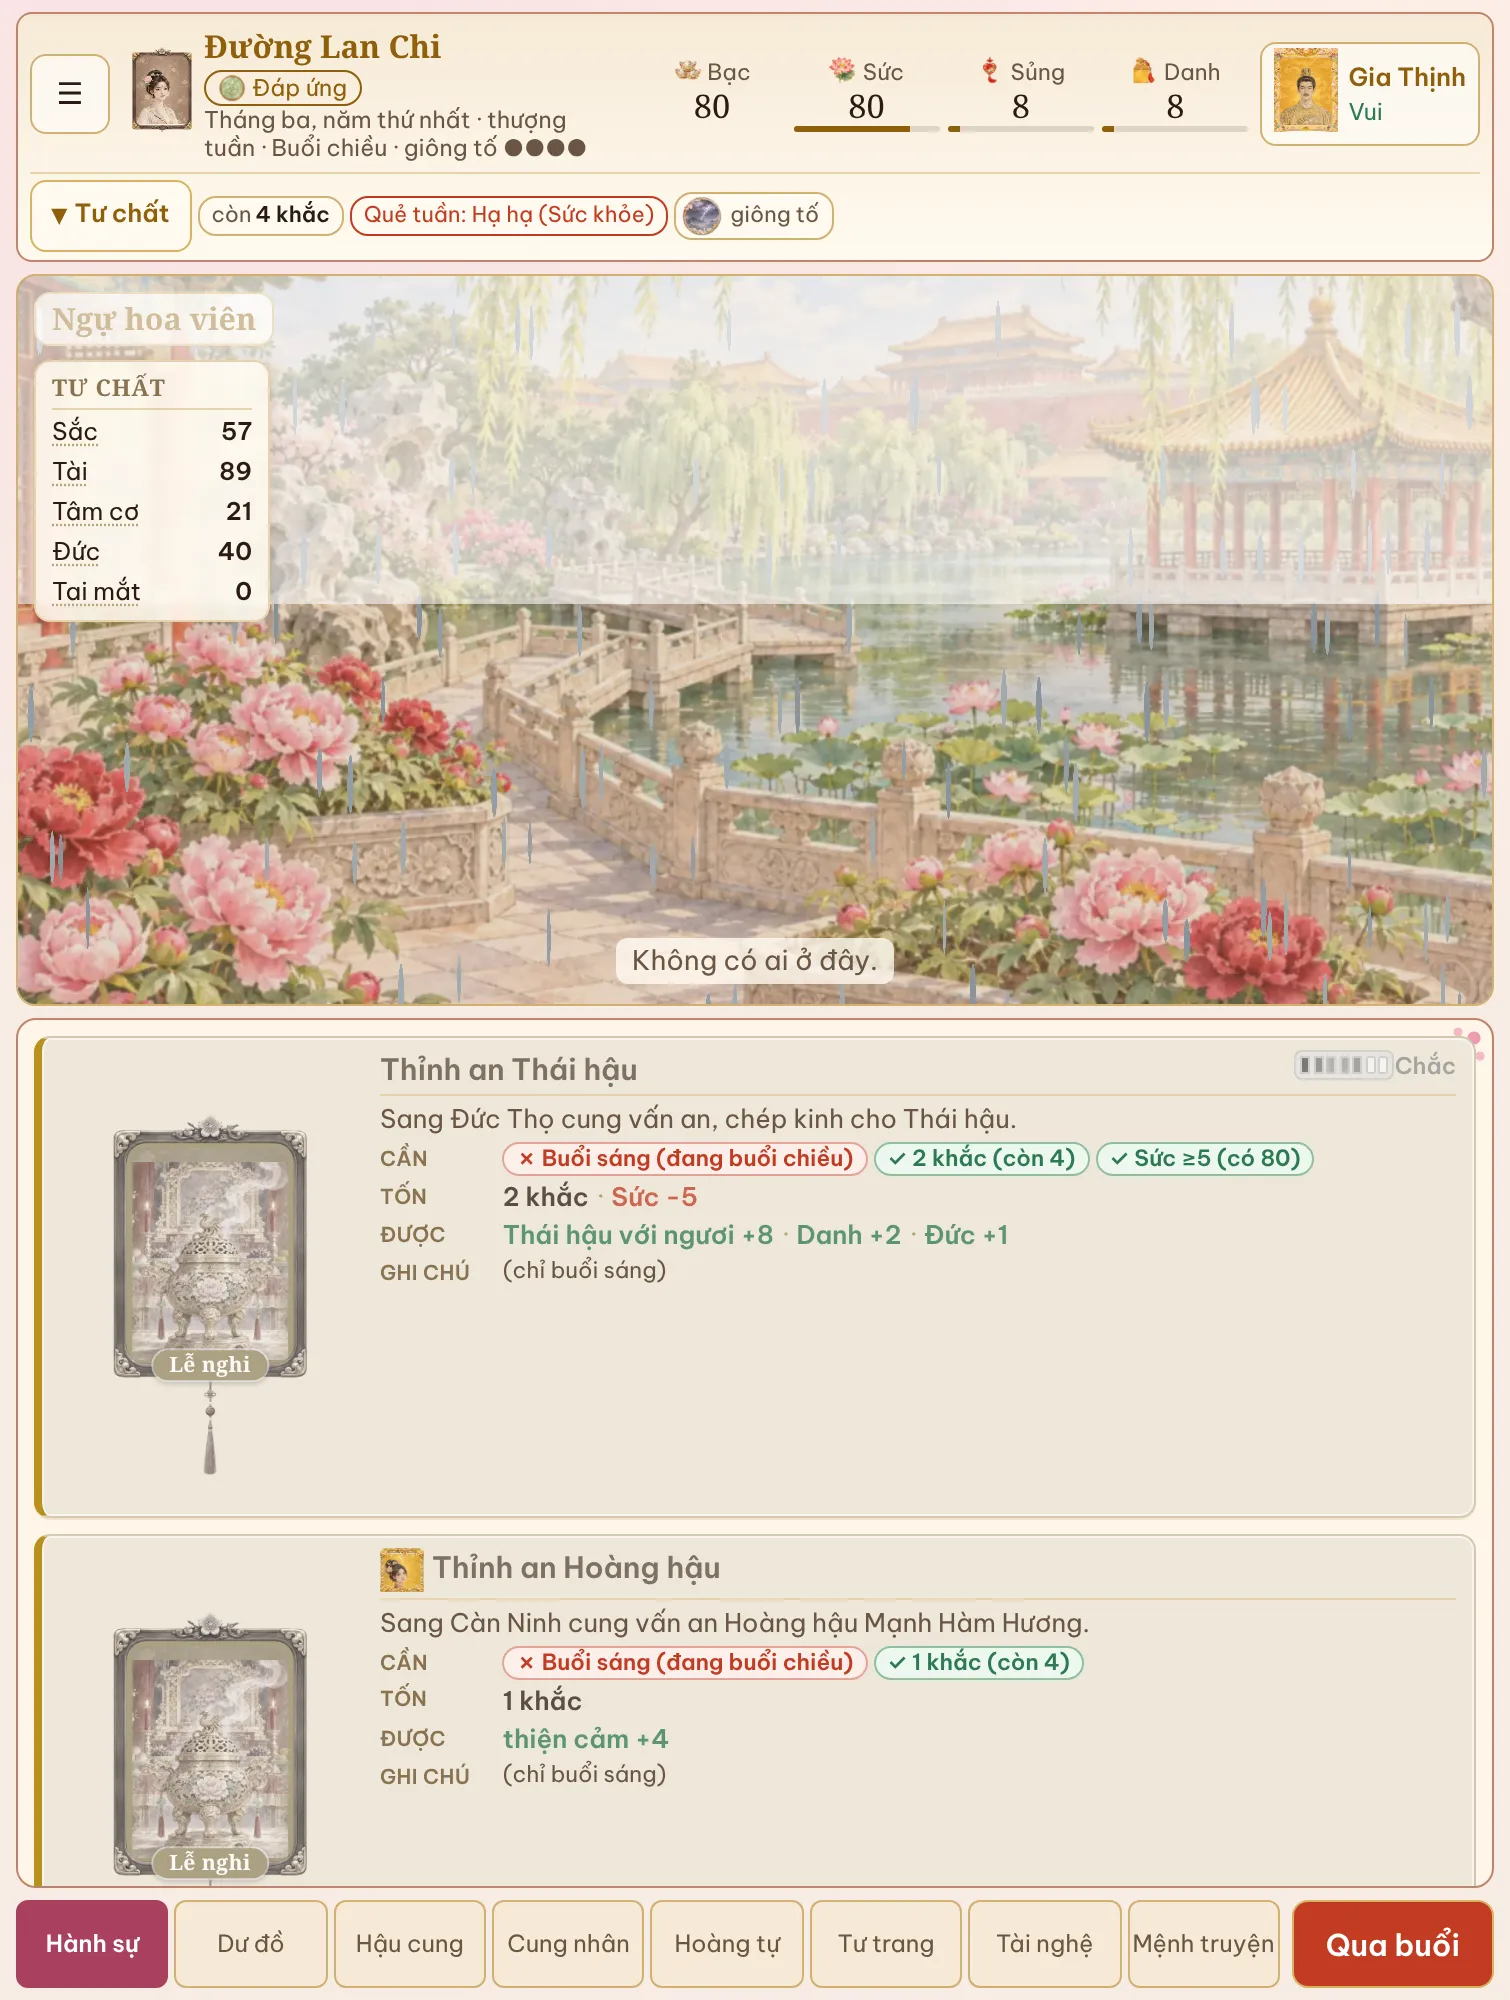 ☰
Đường Lan Chi
Đáp ứng
Tháng ba, năm thứ nhất · thượng
tuần · Buổi chiều · giông tố ●●●●
Bạc
80
Sức
80
Sủng
8
Danh
8
Gia Thịnh
Vui
▼ Tư chất
còn 4 khắc
Quẻ tuần: Hạ hạ (Sức khỏe)
giông tố
Ngự hoa viên
TƯ CHẤT
Sắc 57
Tài 89
Tâm cơ 21
Đức 40
Tai mắt 0
Không có ai ở đây.
Thỉnh an Thái hậu
Chắc
Sang Đức Thọ cung vấn an, chép kinh cho Thái hậu.
CẦN × Buổi sáng (đang buổi chiều) ✓ 2 khắc (còn 4) ✓ Sức ≥5 (có 80)
TỐN 2 khắc · Sức -5
ĐƯỢC Thái hậu với ngươi +8 · Danh +2 · Đức +1
GHI CHÚ (chỉ buổi sáng)
Lễ nghi
Thỉnh an Hoàng hậu
Sang Càn Ninh cung vấn an Hoàng hậu Mạnh Hàm Hương.
CẦN × Buổi sáng (đang buổi chiều) ✓ 1 khắc (còn 4)
TỐN 1 khắc
ĐƯỢC thiện cảm +4
GHI CHÚ (chỉ buổi sáng)
Lễ nghi
Hành sự
Dư đồ
Hậu cung
Cung nhân
Hoàng tự
Tư trang
Tài nghệ
Mệnh truyện
Qua buổi